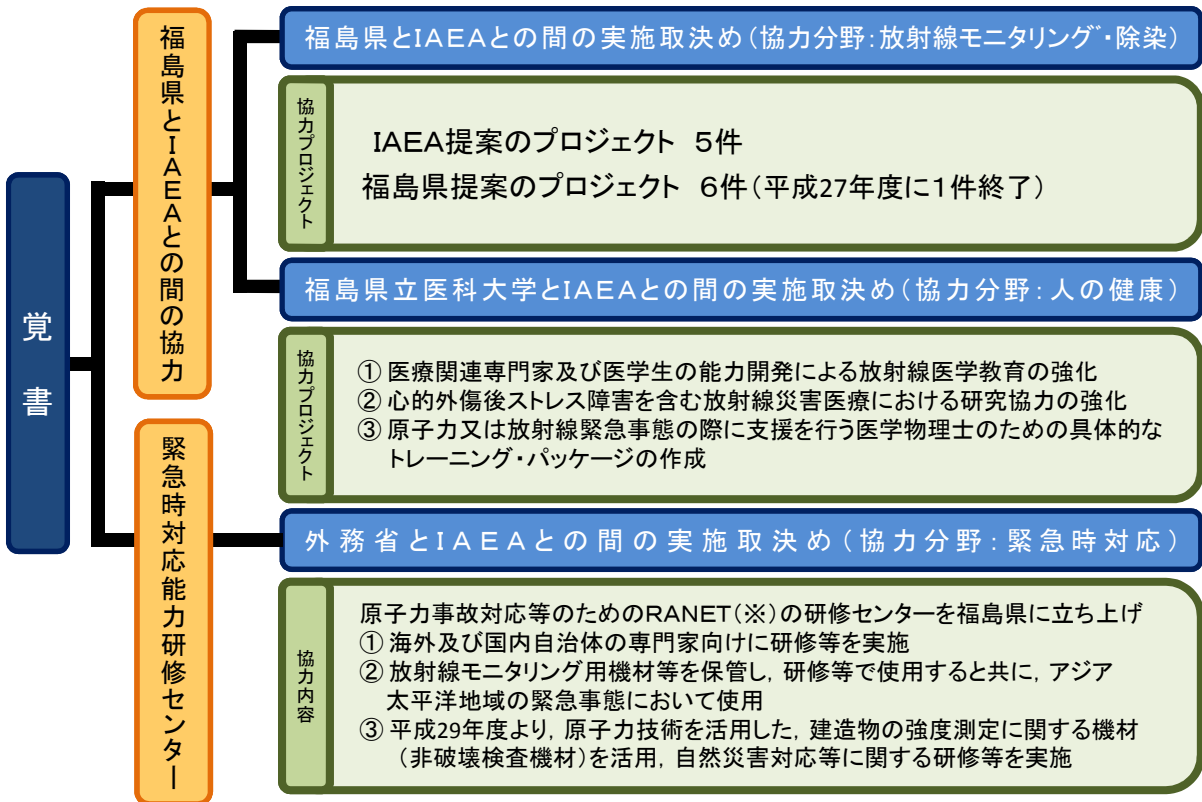 覚書
福島県とIAEAとの間の協力
福島県とIAEAとの間の実施取決め（協力分野：放射線モニタリング・除染）
協力プロジェクト
IAEA提案のプロジェクト　5件
福島県提案のプロジェクト　6件（平成27年度に1件終了）
福島県立医科大学とIAEAとの間の実施取決め（協力分野：人の健康）
協力プロジェクト
① 医療関連専門家及び医学生の能力開発による放射線医学教育の強化
② 心的外傷後ストレス障害を含む放射線災害医療における研究協力の強化
③ 原子力又は放射線緊急事態の際に支援を行う医学物理士のための具体的な
トレーニング・パッケージの作成
緊急時対応能力研修センター
外務省とIAEAとの間の実施取決め（協力分野：緊急時対応）
協力内容
原子力事故対応等のためのRANET（※）の研修センターを福島県に立ち上げ
① 海外及び国内自治体の専門家向けに研修等を実施
② 放射線モニタリング用機材等を保管し，研修等で使用すると共に，アジア
太平洋地域の緊急事態において使用
③ 平成29年度より，原子力技術を活用した，建造物の強度測定に関する機材
（非破壊検査機材）を活用，自然災害対応等に関する研修等を実施